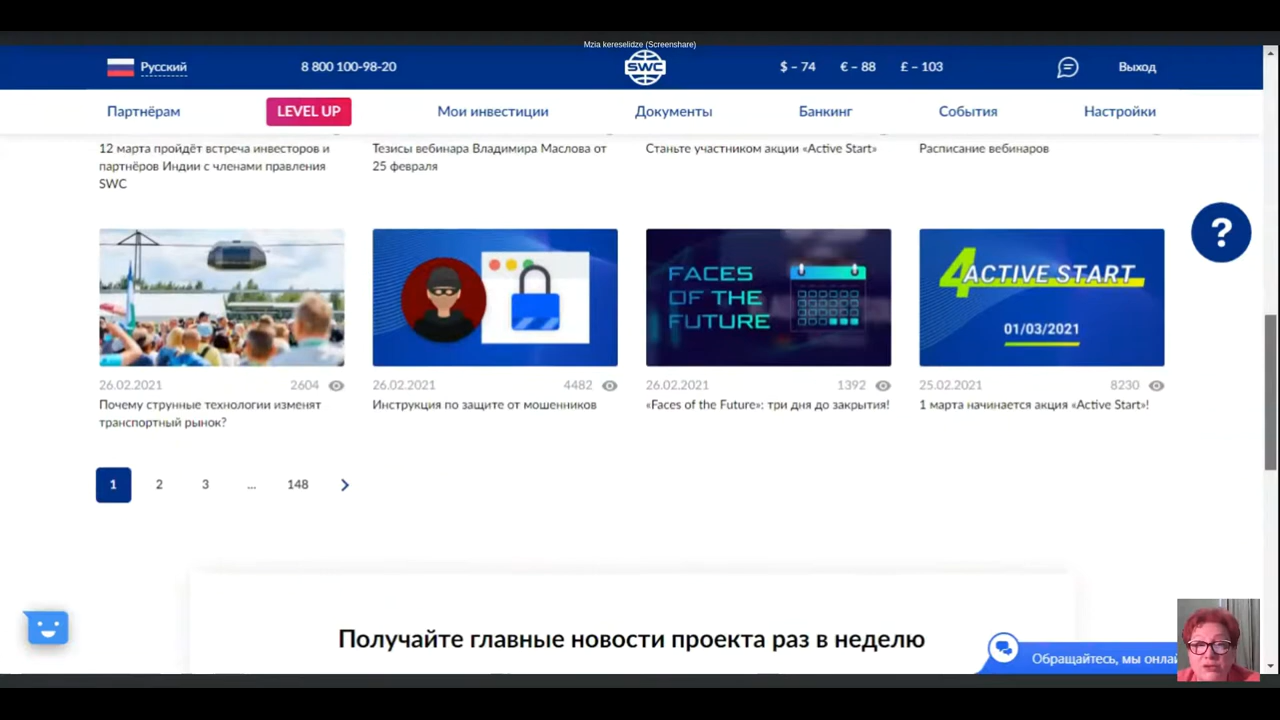 Mzia kereselidze (Screenshare)
Русский
8 800 100-98-20
SWC
$ – 74 € – 88 £ – 103
Выход
Партнёрам
LEVEL UP
Мои инвестиции
Документы
Банкинг
События
Настройки
12 марта пройдёт встреча инвесторов и
партнёров Индии с членами правления
SWC
Тезисы вебинара Владимира Маслова от
25 февраля
Станьте участником акции «Active Start»
Расписание вебинаров
?
26.02.2021 2604
Почему струнные технологии изменят
транспортный рынок?
26.02.2021 4482
Инструкция по защите от мошенников
FACES
OF THE
FUTURE
26.02.2021 1392
«Faces of the Future»: три дня до закрытия!
4 ACTIVE START
01/03/2021
25.02.2021 8230
1 марта начинается акция «Active Start»!
1 2 3 ... 148
Получайте главные новости проекта раз в неделю
Обращайтесь, мы онлай